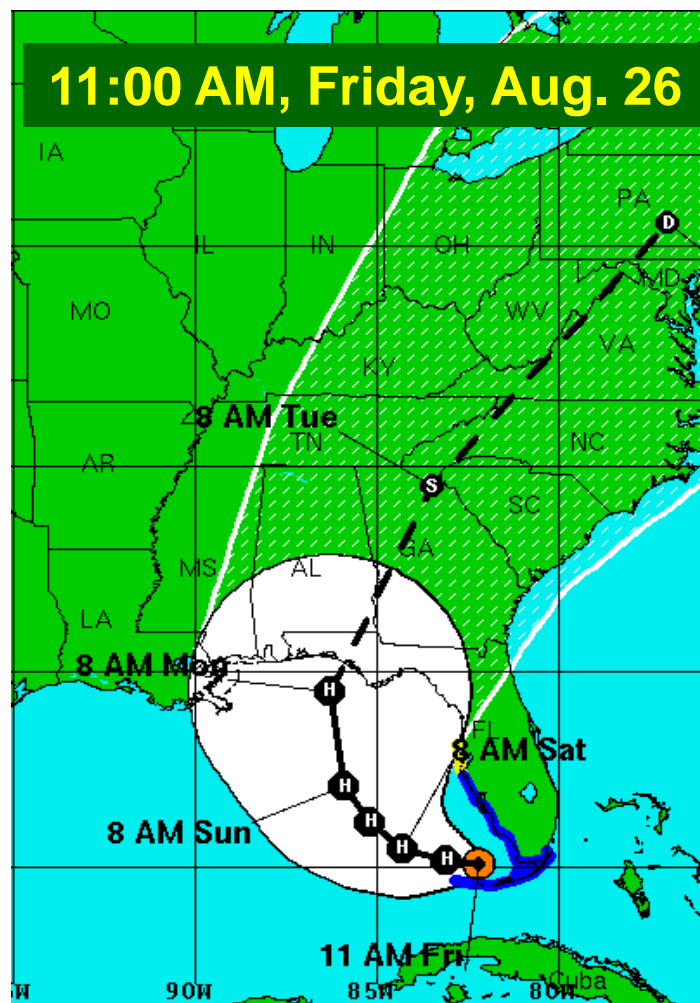 11:00 AM, Friday, Aug. 26
IA
PA
D
IL
IN
OH
MD
MO
WV
VA
KY
8 AM Tue
TN
NC
AR
S
SC
GA
MS
AL
LA
8 AM Mon
H
FL
8 AM Sat
H
8 AM Sun
H
H
H
11 AM Fri
Cuba
W
90W
85W
80W